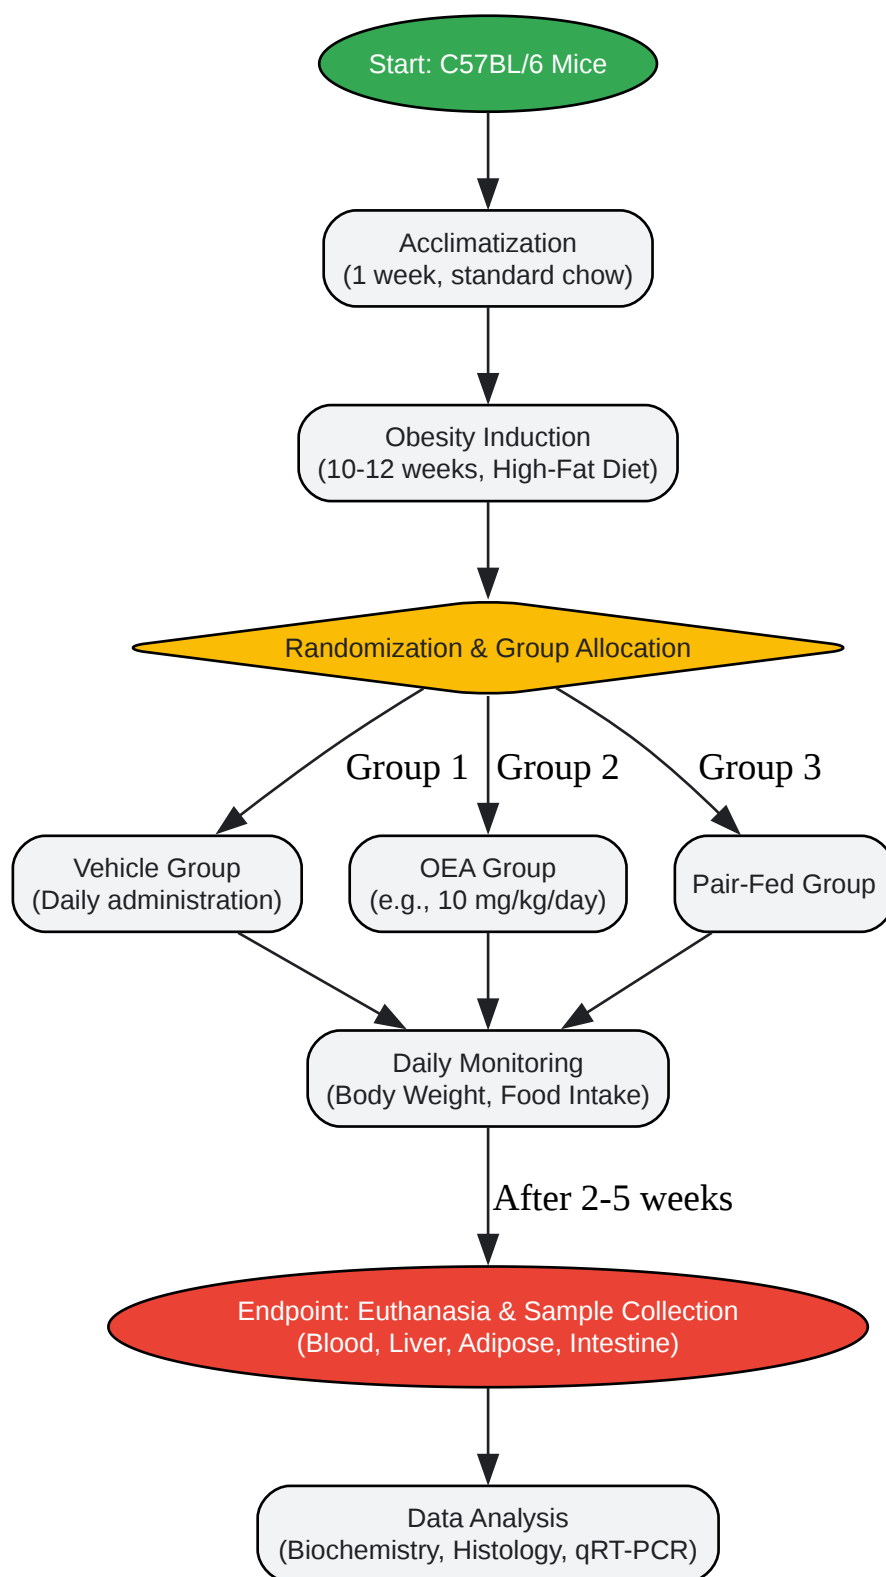 Start: C57BL/6 Mice
Acclimatization
(1 week, standard chow)
Obesity Induction
(10-12 weeks, High-Fat Diet)
Randomization & Group Allocation
Group 1
Group 2
Group 3
Vehicle Group
(Daily administration)
OEA Group
(e.g., 10 mg/kg/day)
Pair-Fed Group
Daily Monitoring
(Body Weight, Food Intake)
After 2-5 weeks
Endpoint: Euthanasia & Sample Collection
(Blood, Liver, Adipose, Intestine)
Data Analysis
(Biochemistry, Histology, qRT-PCR)